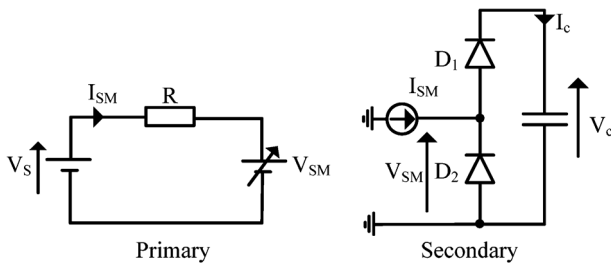 I_SM
R
V_S
V_SM
Primary
I_c
D_1
I_SM
V_c
V_SM
D_2
Secondary